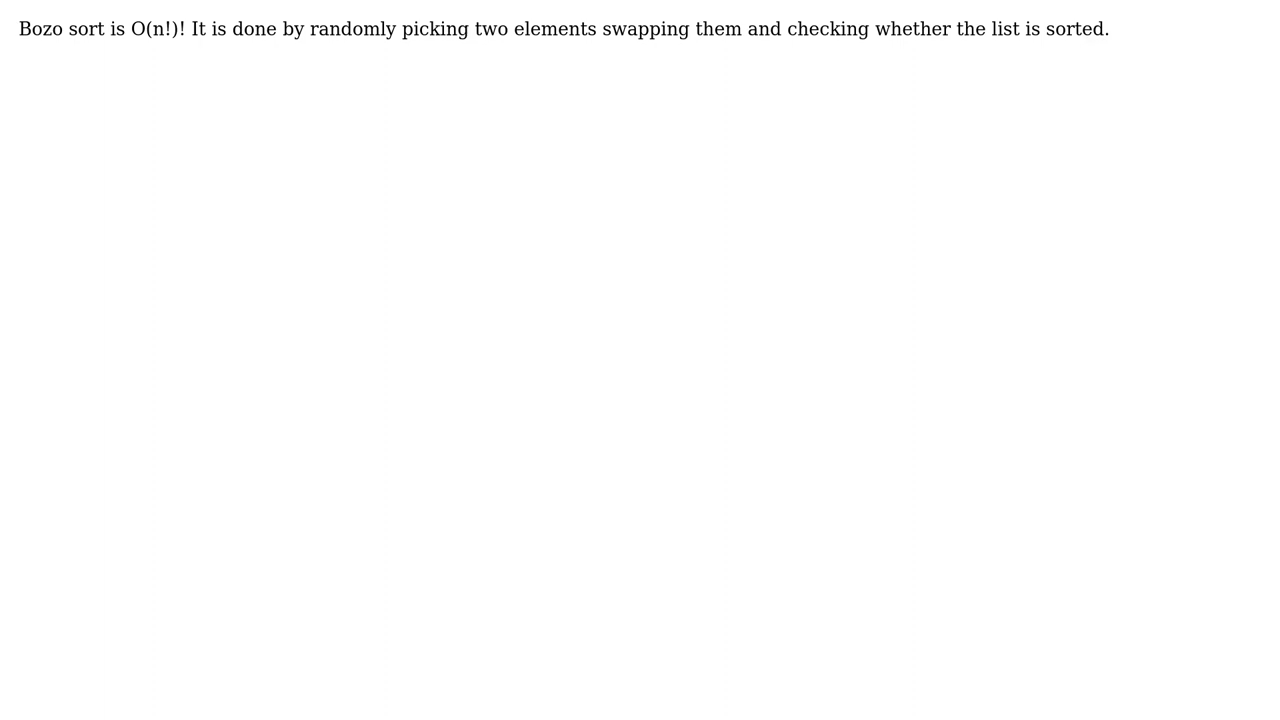 Bozo sort is O(n!)! It is done by randomly picking two elements swapping them and checking whether the list is sorted.